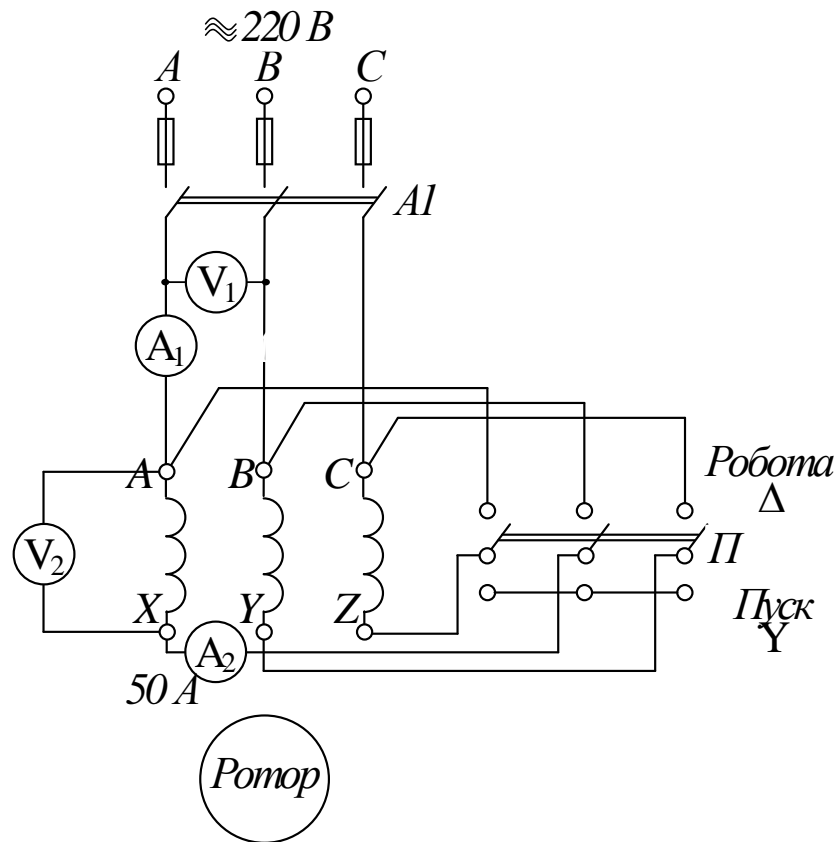 ≋220 В
A B C
A1
V1
A1
A B C
Робота
Δ
V2
П
X Y Z
Пуск
Y
A2
50 A
Ротор